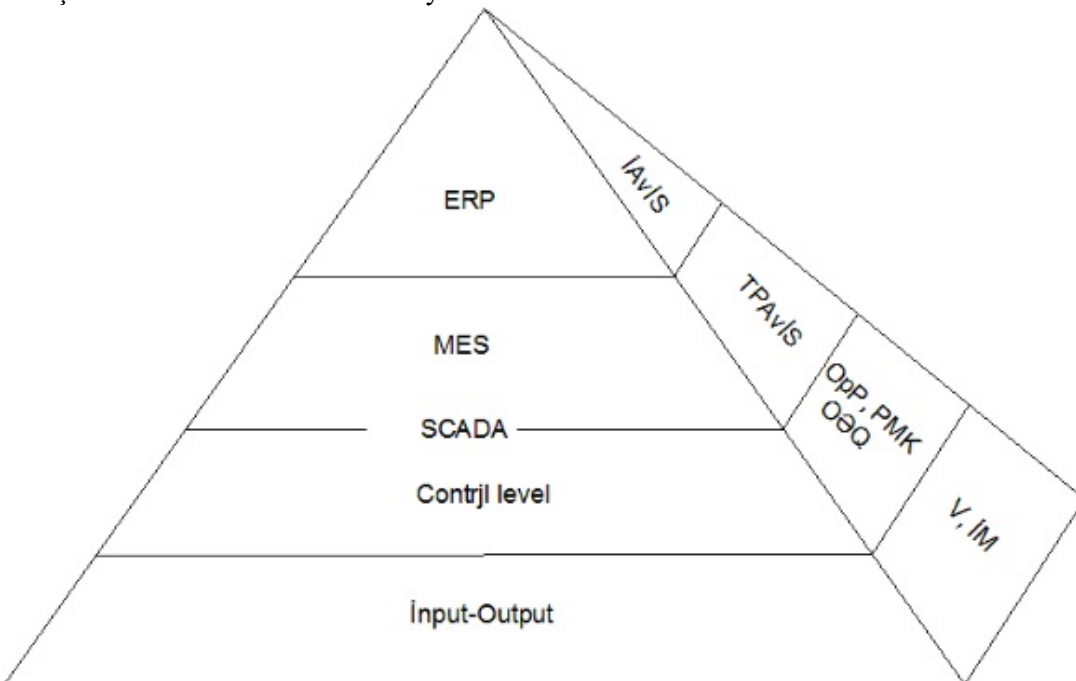 ERP
İAvİS
MES
TPAvİS
SCADA
OpP, PMK
OƏQ
Contrjl level
V, İM
İnput-Output